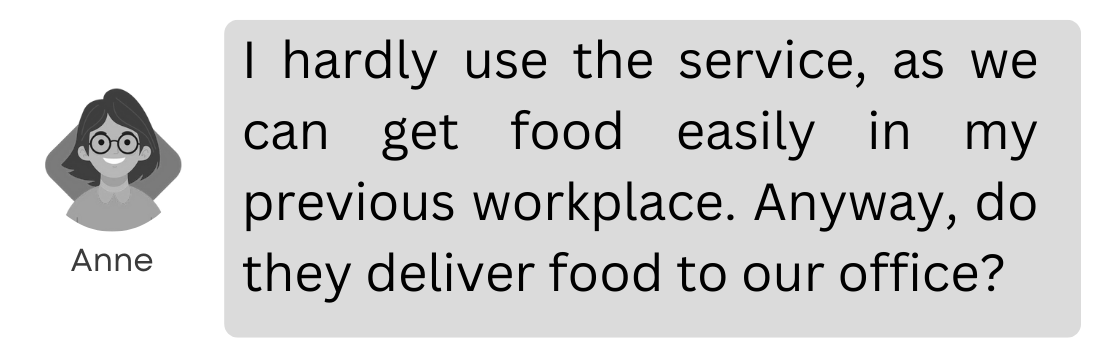 I hardly use the service, as we
can get food easily in my
previous workplace. Anyway, do
they deliver food to our office?
Anne